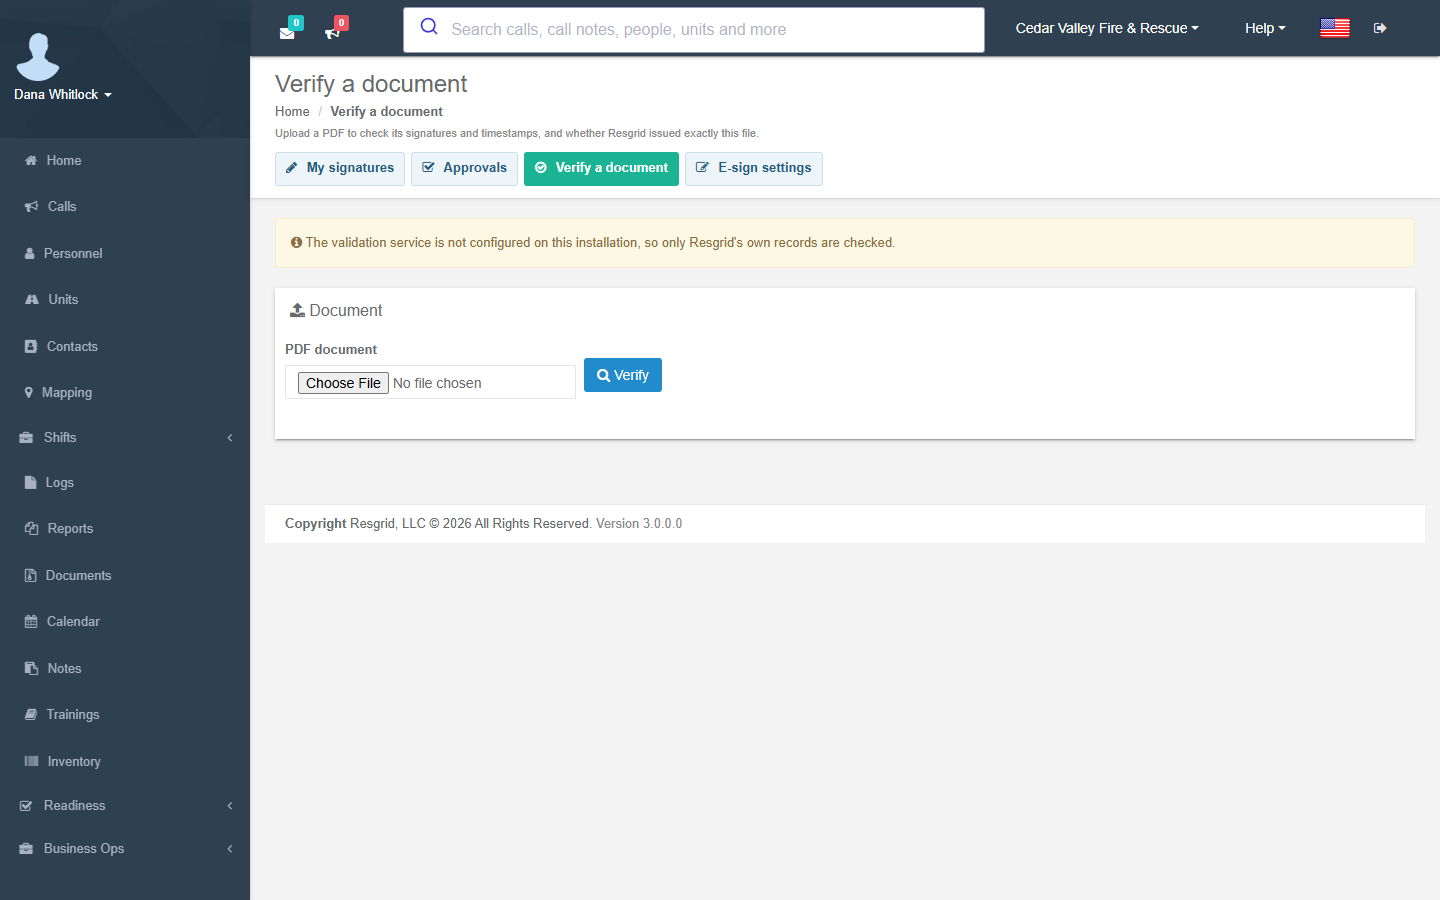 0
0
Search calls, call notes, people, units and more
Cedar Valley Fire & Rescue
Help
Dana Whitlock
Home
Calls
Personnel
Units
Contacts
Mapping
Shifts
Logs
Reports
Documents
Calendar
Notes
Trainings
Inventory
Readiness
Business Ops
Verify a document
Home / Verify a document
Upload a PDF to check its signatures and timestamps, and whether Resgrid issued exactly this file.
My signatures
Approvals
Verify a document
E-sign settings
The validation service is not configured on this installation, so only Resgrid's own records are checked.
Document
PDF document
Choose File No file chosen
Verify
Copyright Resgrid, LLC © 2026 All Rights Reserved. Version 3.0.0.0